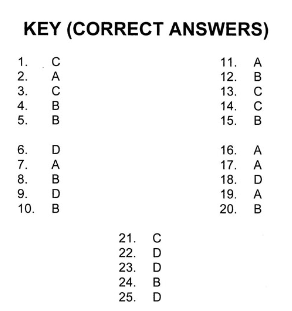 KEY (CORRECT ANSWERS)
1. C
2. A
3. C
4. B
5. B
6. D
7. A
8. B
9. D
10. B
11. A
12. B
13. C
14. C
15. B
16. A
17. A
18. D
19. A
20. B
21. C
22. D
23. D
24. B
25. D